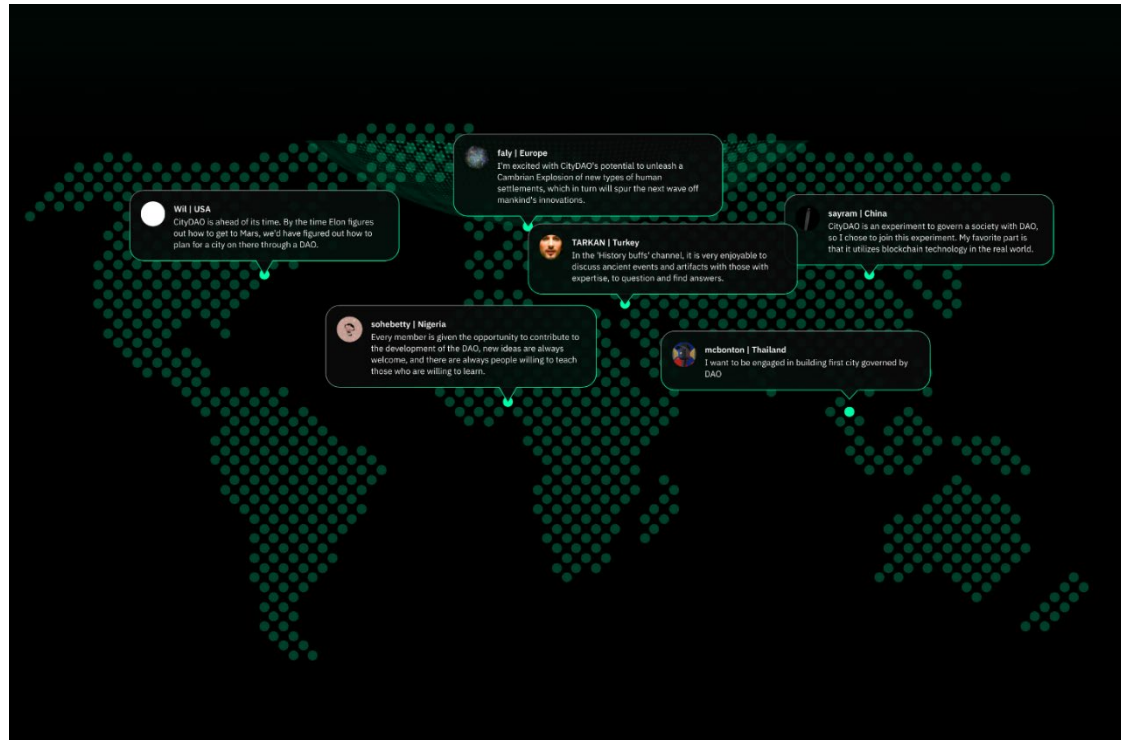 faly | Europe
I'm excited with CityDAO's potential to unleash a
Cambrian Explosion of new types of human
settlements, which in turn will spur the next wave off
mankind's innovations.
Wil | USA
CityDAO is ahead of its time. By the time Elon figures
out how to get to Mars, we'd have figured out how to
plan for a city on there through a DAO.
sayram | China
CityDAO is an experiment to govern a society with DAO,
so I chose to join this experiment. My favorite part is
that it utilizes blockchain technology in the real world.
TARKAN | Turkey
In the 'History buffs' channel, it is very enjoyable to
discuss ancient events and artifacts with those with
expertise, to question and find answers.
sohebetty | Nigeria
Every member is given the opportunity to contribute to
the development of the DAO, new ideas are always
welcome, and there are always people willing to teach
those who are willing to learn.
mcbonton | Thailand
I want to be engaged in building first city governed by
DAO